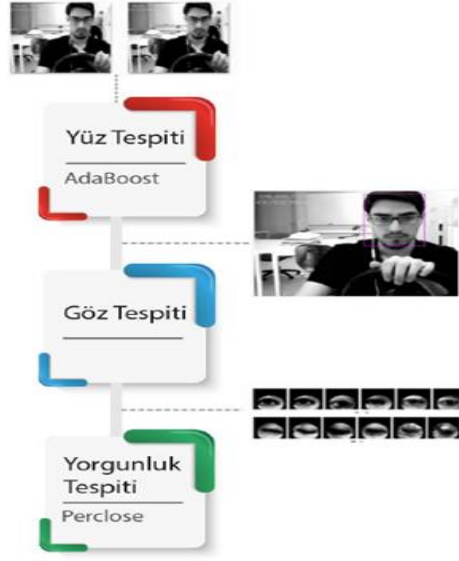 Yüz Tespiti
AdaBoost
Göz Tespiti
Yorgunluk
Tespiti
Perclose